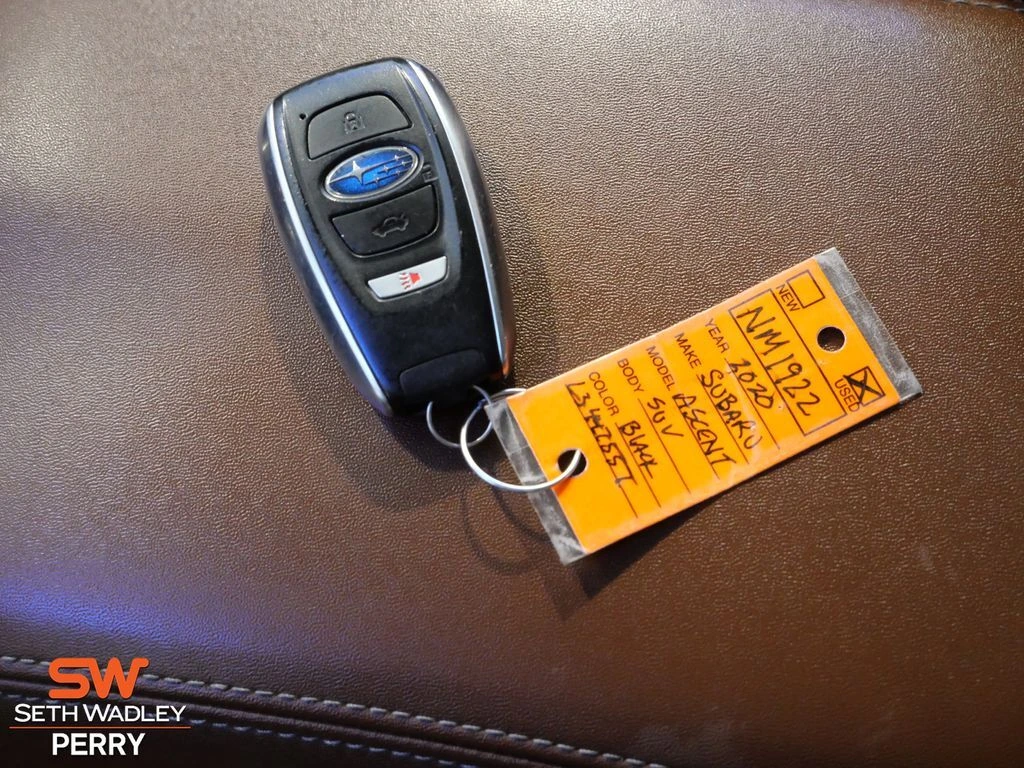 NEW
USED
NM1922
YEAR 2020
MAKE SUBARU
MODEL ASCENT
BODY SUV
COLOR BLACK
SW
SETH WADLEY
PERRY